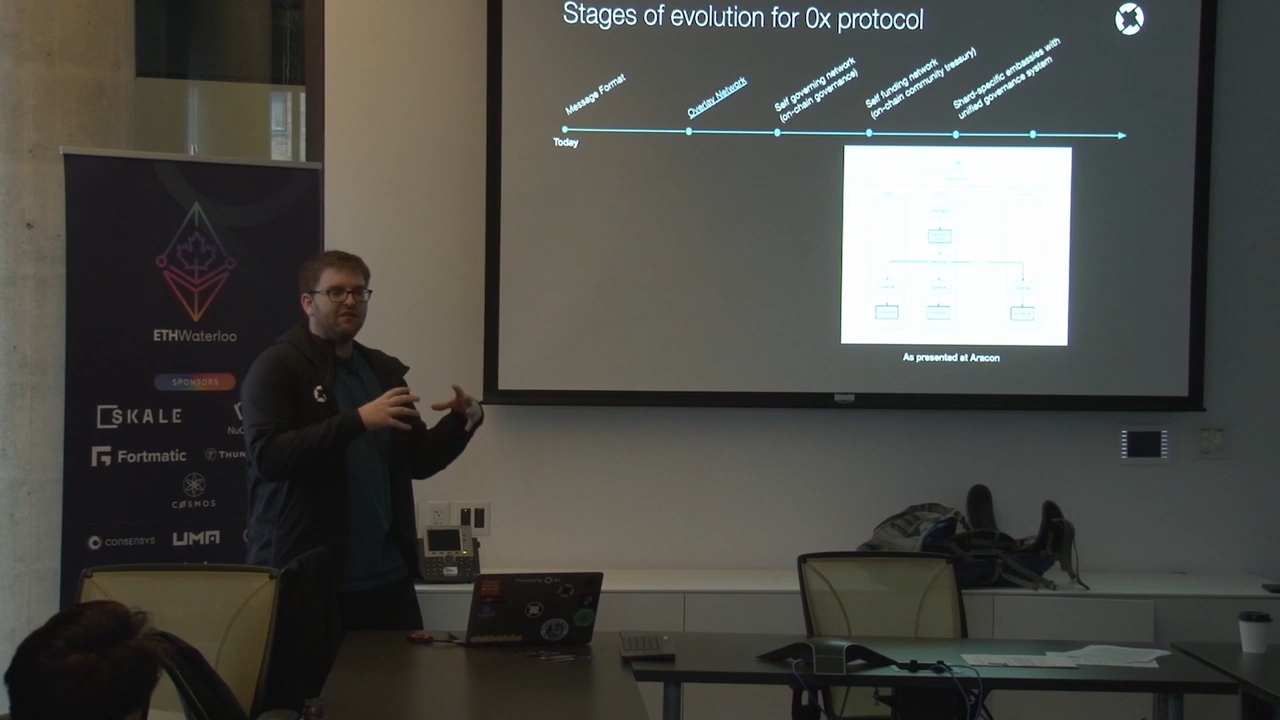 Stages of evolution for 0x protocol
Message Format
Overlay Network
Self governing network
(on-chain governance)
Self funding network
(on-chain community treasury)
Shard-specific embassies with
unified governance system
Today
As presented at Aracon
ETHWaterloo
SPONSORS
SKALE
Fortmatic
COSMOS
CONSENSYS
UMA